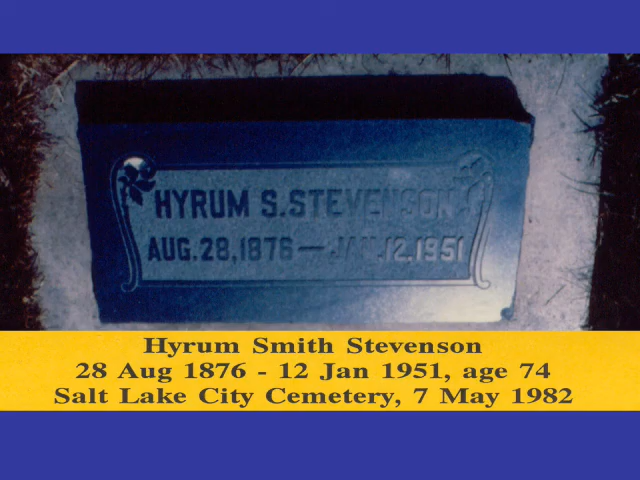 HYRUM S. STEVENSON
AUG. 28, 1876 — JAN. 12, 1951
Hyrum Smith Stevenson
28 Aug 1876 - 12 Jan 1951, age 74
Salt Lake City Cemetery, 7 May 1982